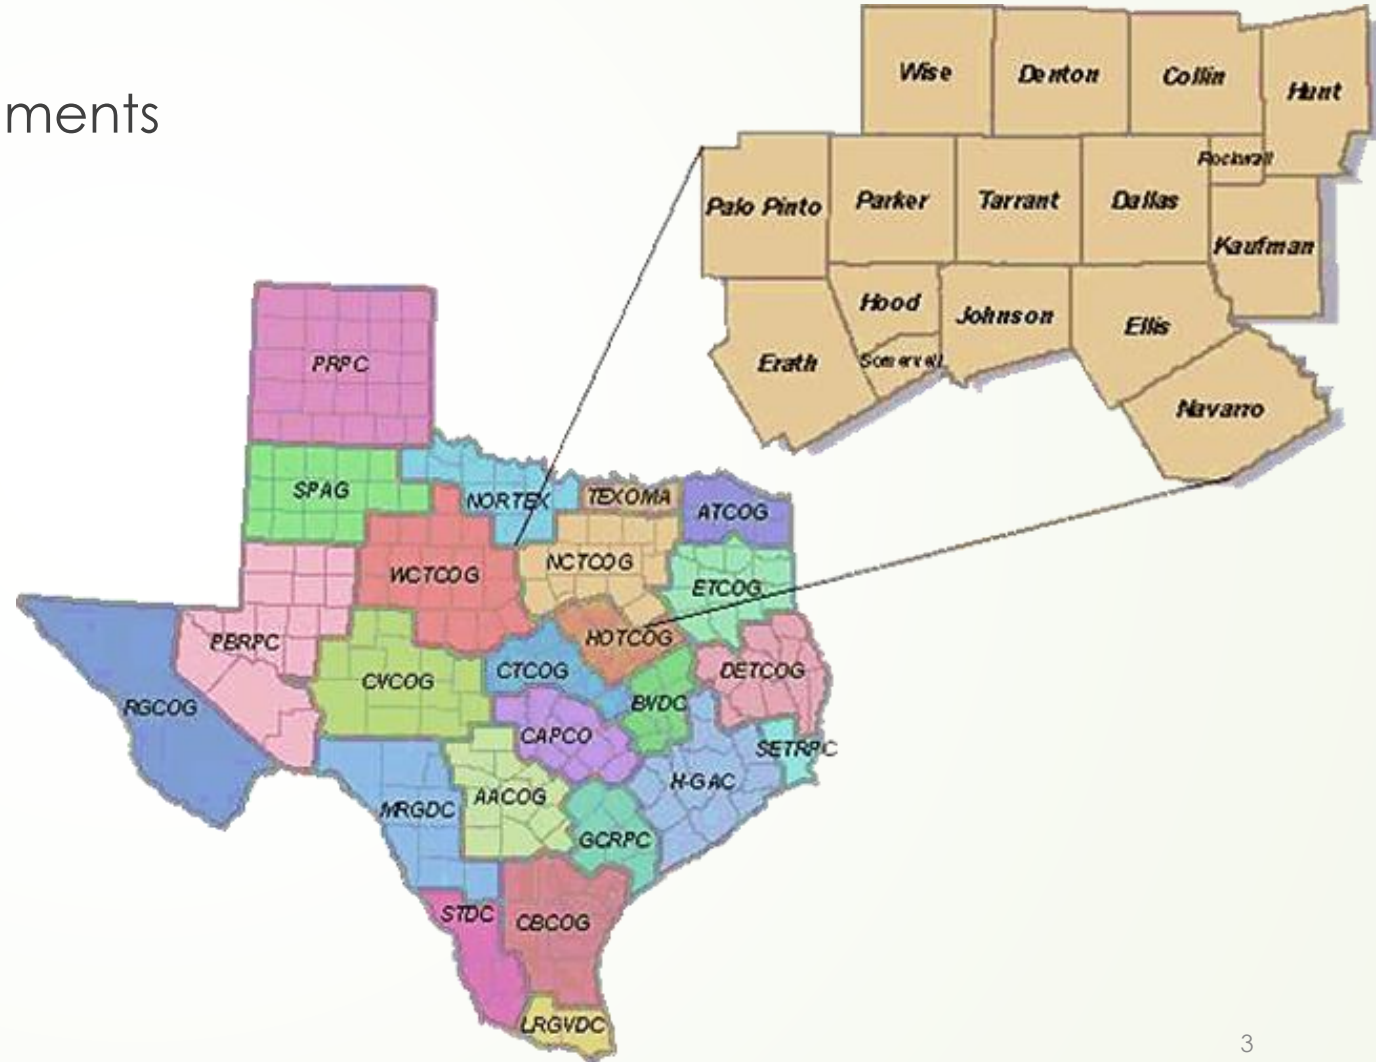 ments
Wise
Denton
Collin
Hunt
Rockwall
Palo Pinto
Parker
Tarrant
Dallas
Kaufman
Hood
Johnson
Ellis
Erath
Somervell
Navarro
PRPC
SPAG
NORTEX
TEXOMA
ATCOG
WCTCOG
NCTCOG
ETCOG
PBRPC
HOTCOG
CVCOG
CTCOG
DETCOG
RGCOG
BVDC
CAPCO
SETRPC
H-GAC
MRGDC
AACOG
GCRPC
STDC
CBCOG
LRGVDC
3